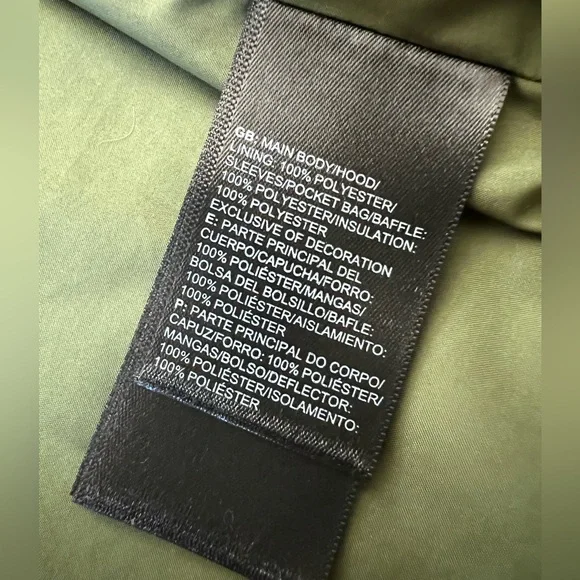 GB: MAIN BODY/HOOD/
LINING: 100% POLYESTER/
SLEEVES/POCKET BAG/BAFFLE:
100% POLYESTER/INSULATION:
100% POLYESTER
EXCLUSIVE OF DECORATION
E: PARTE PRINCIPAL DEL
CUERPO/CAPUCHA/FORRO:
100% POLIÉSTER/MANGAS/
BOLSA DEL BOLSILLO/BAFLE:
100% POLIÉSTER/AISLAMIENTO:
100% POLIÉSTER
P: PARTE PRINCIPAL DO CORPO/
CAPUZ/FORRO: 100% POLIÉSTER/
MANGAS/BOLSO/DEFLECTOR:
100% POLIÉSTER/ISOLAMENTO:
100% POLIÉSTER